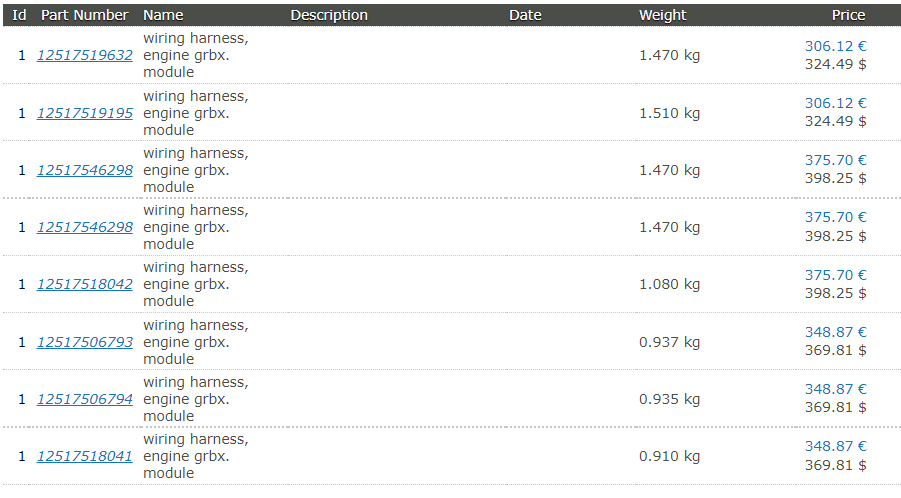 Id Part Number Name Description Date Weight Price
wiring harness,
1 12517519632 engine grbx. 1.470 kg 306.12 €
module 324.49 $
wiring harness,
1 12517519195 engine grbx. 1.510 kg 306.12 €
module 324.49 $
wiring harness,
1 12517546298 engine grbx. 1.470 kg 375.70 €
module 398.25 $
wiring harness,
1 12517546298 engine grbx. 1.470 kg 375.70 €
module 398.25 $
wiring harness,
1 12517518042 engine grbx. 1.080 kg 375.70 €
module 398.25 $
wiring harness,
1 12517506793 engine grbx. 0.937 kg 348.87 €
module 369.81 $
wiring harness,
1 12517506794 engine grbx. 0.935 kg 348.87 €
module 369.81 $
wiring harness,
1 12517518041 engine grbx. 0.910 kg 348.87 €
module 369.81 $